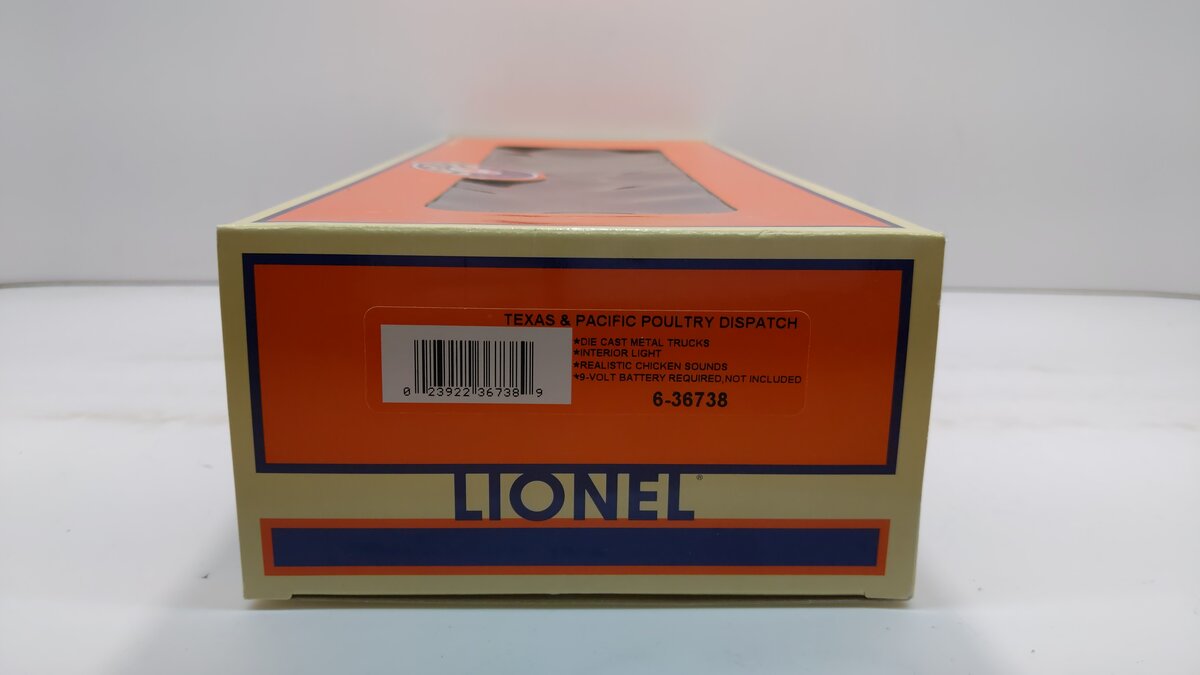 TEXAS & PACIFIC POULTRY DISPATCH
*DIE CAST METAL TRUCKS
*INTERIOR LIGHT
*REALISTIC CHICKEN SOUNDS
*9-VOLT BATTERY REQUIRED,NOT INCLUDED
0 23922 36738 9
6-36738
LIONEL®